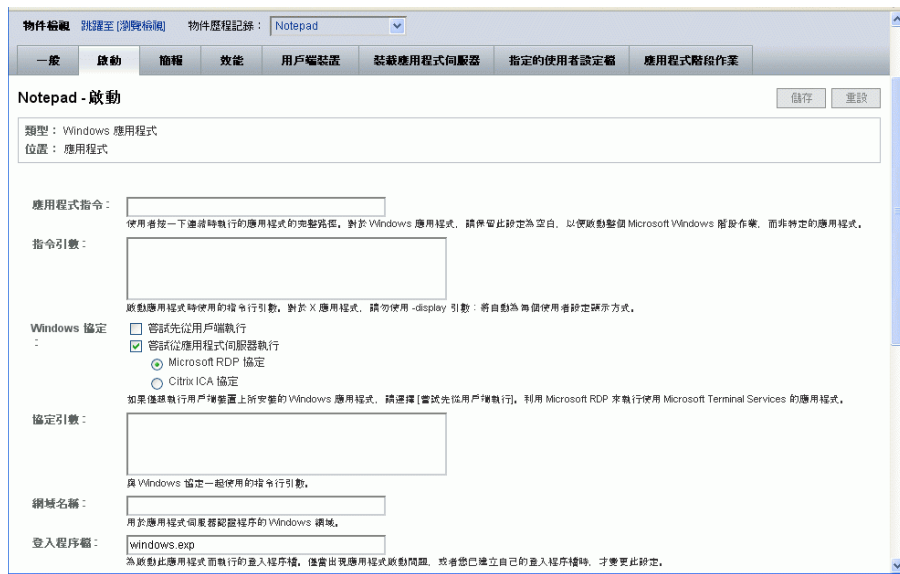 物件檢視 跳躍至 [瀏覽檢視] 物件歷程記錄： Notepad
一般 啟動 簡報 效能 用戶端裝置 裝載應用程式伺服器 指定的使用者設定檔 應用程式階段作業
Notepad - 啟動 儲存 重設
類型： Windows 應用程式
位置： 應用程式
應用程式指令：
使用者按一下連結時執行的應用程式的完整路徑。對於 Windows 應用程式，請保留此設定為空白，以便啟動整個 Microsoft Windows 階段作業，而非特定的應用程式。
指令引數：
啟動應用程式時使用的指令行引數。對於 X 應用程式，請勿使用 -display 引數：將自動為每個使用者設定顯示方式。
Windows 協定：
嘗試先從用戶端執行
嘗試從應用程式伺服器執行
Microsoft RDP 協定
Citrix ICA 協定
如果僅想執行用戶端裝置上所安裝的 Windows 應用程式，請選擇 [嘗試先從用戶端執行]。利用 Microsoft RDP 來執行使用 Microsoft Terminal Services 的應用程式。
協定引數：
與 Windows 協定一起使用的指令行引數。
網域名稱：
用於應用程式伺服器認證程序的 Windows 網域。
登入程序檔： windows.exp
為啟動此應用程式而執行的登入程序檔。僅當出現應用程式啟動問題，或者您已建立自己的登入程序檔時，才變更此設定。